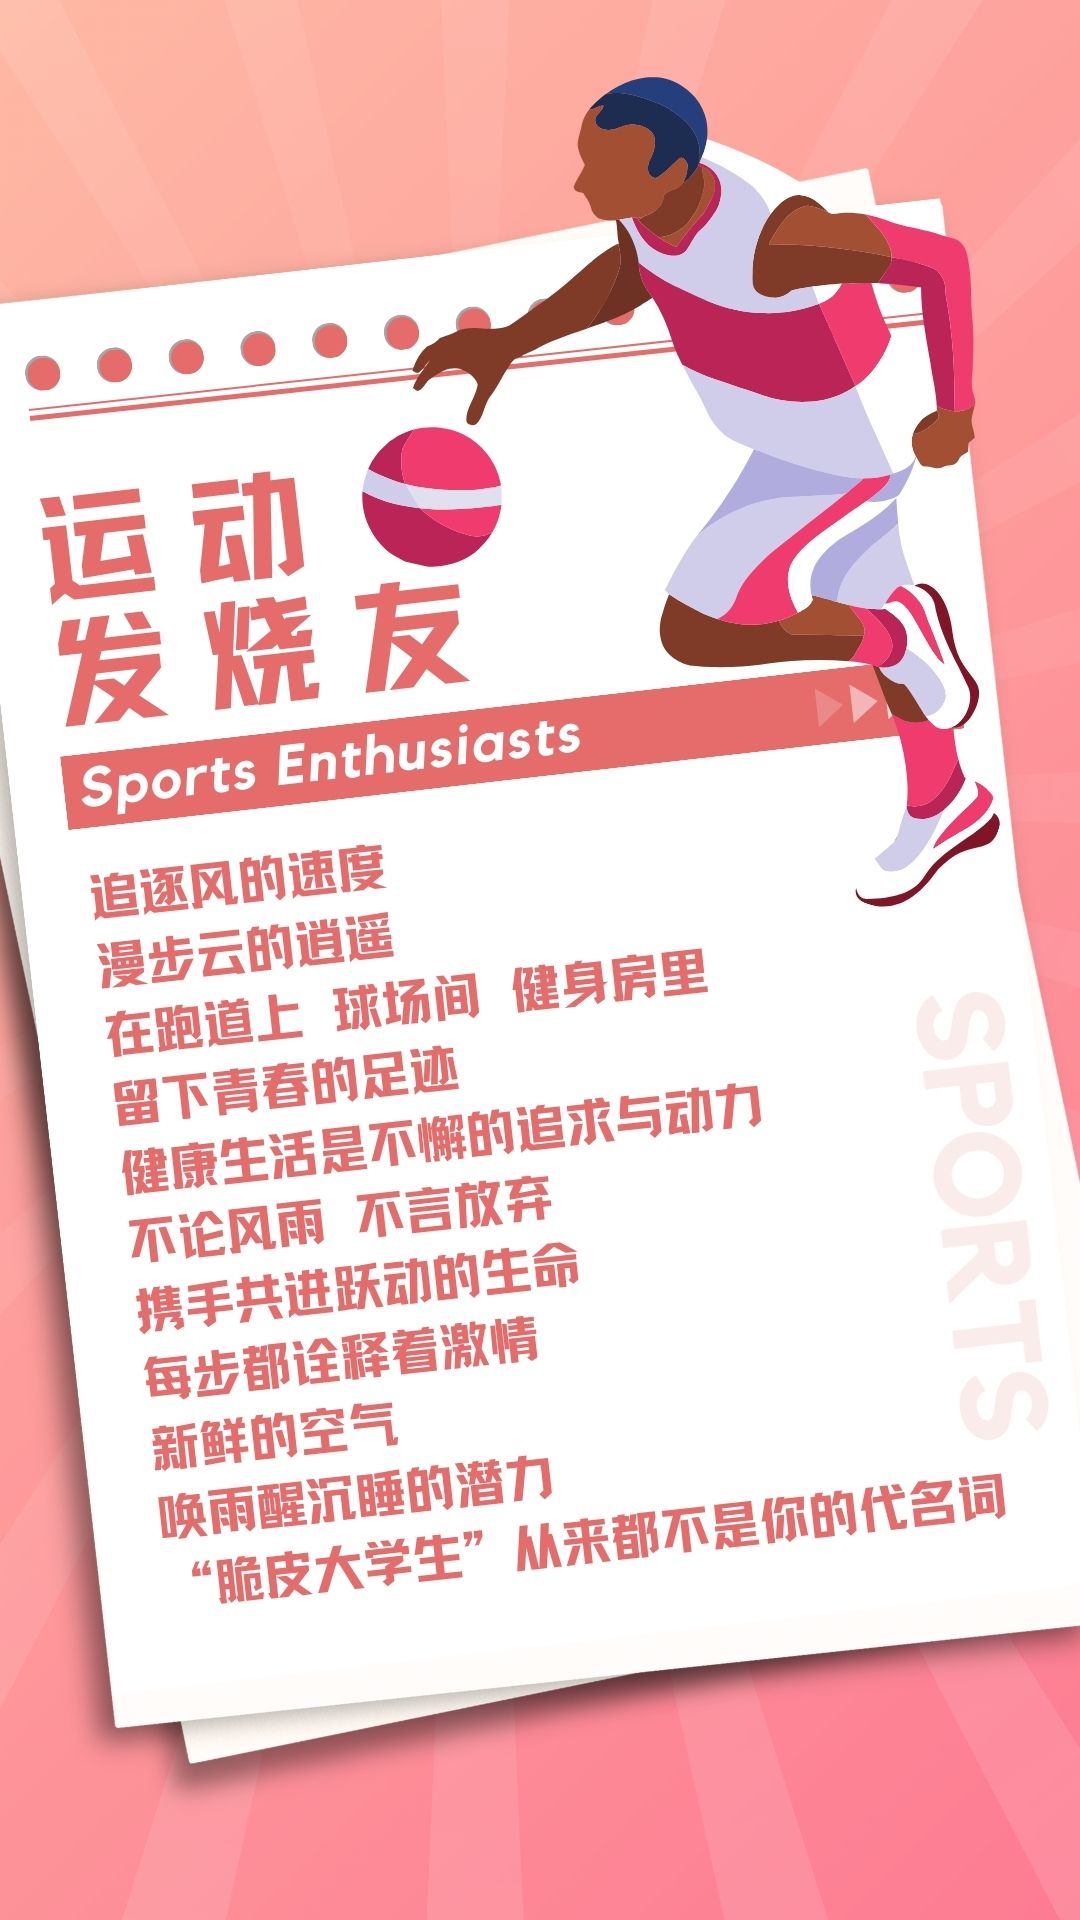 运动
发烧友
Sports Enthusiasts
追逐风的速度
漫步云的逍遥
在跑道上 球场间 健身房里
留下青春的足迹
健康生活是不懈的追求与动力
不论风雨 不言放弃
携手共进跃动的生命
每步都诠释着激情
新鲜的空气
唤雨醒沉睡的潜力
“脆皮大学生”从来都不是你的代名词
SPORTS